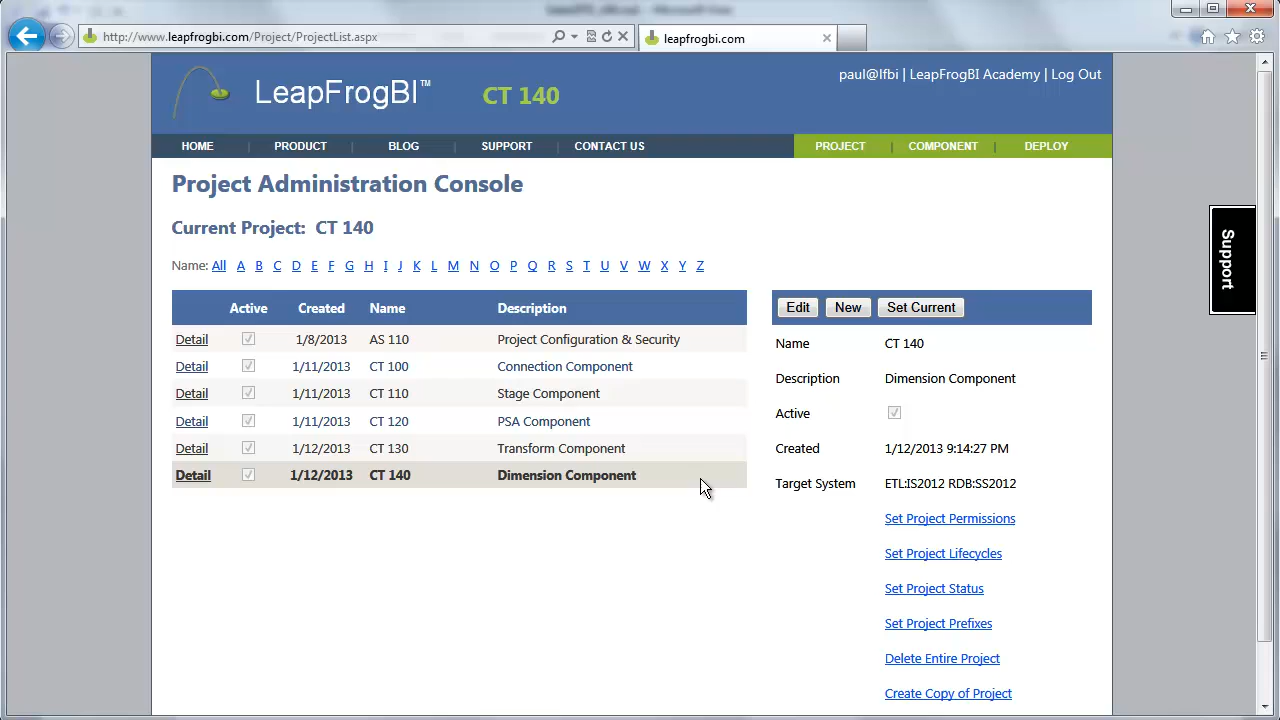 http://www.leapfrogbi.com/Project/ProjectList.aspx
leapfrogbi.com
LeapFrogBI™
CT 140
paul@lfbi | LeapFrogBI Academy | Log Out
HOME | PRODUCT | BLOG | SUPPORT | CONTACT US
PROJECT | COMPONENT | DEPLOY
Project Administration Console
Current Project: CT 140
Name: All A B C D E F G H I J K L M N O P Q R S T U V W X Y Z
Active Created Name Description
Detail 1/8/2013 AS 110 Project Configuration & Security
Detail 1/11/2013 CT 100 Connection Component
Detail 1/11/2013 CT 110 Stage Component
Detail 1/11/2013 CT 120 PSA Component
Detail 1/12/2013 CT 130 Transform Component
Detail 1/12/2013 CT 140 Dimension Component
Edit New Set Current
Name CT 140
Description Dimension Component
Active
Created 1/12/2013 9:14:27 PM
Target System ETL:IS2012 RDB:SS2012
Set Project Permissions
Set Project Lifecycles
Set Project Status
Set Project Prefixes
Delete Entire Project
Create Copy of Project
Support